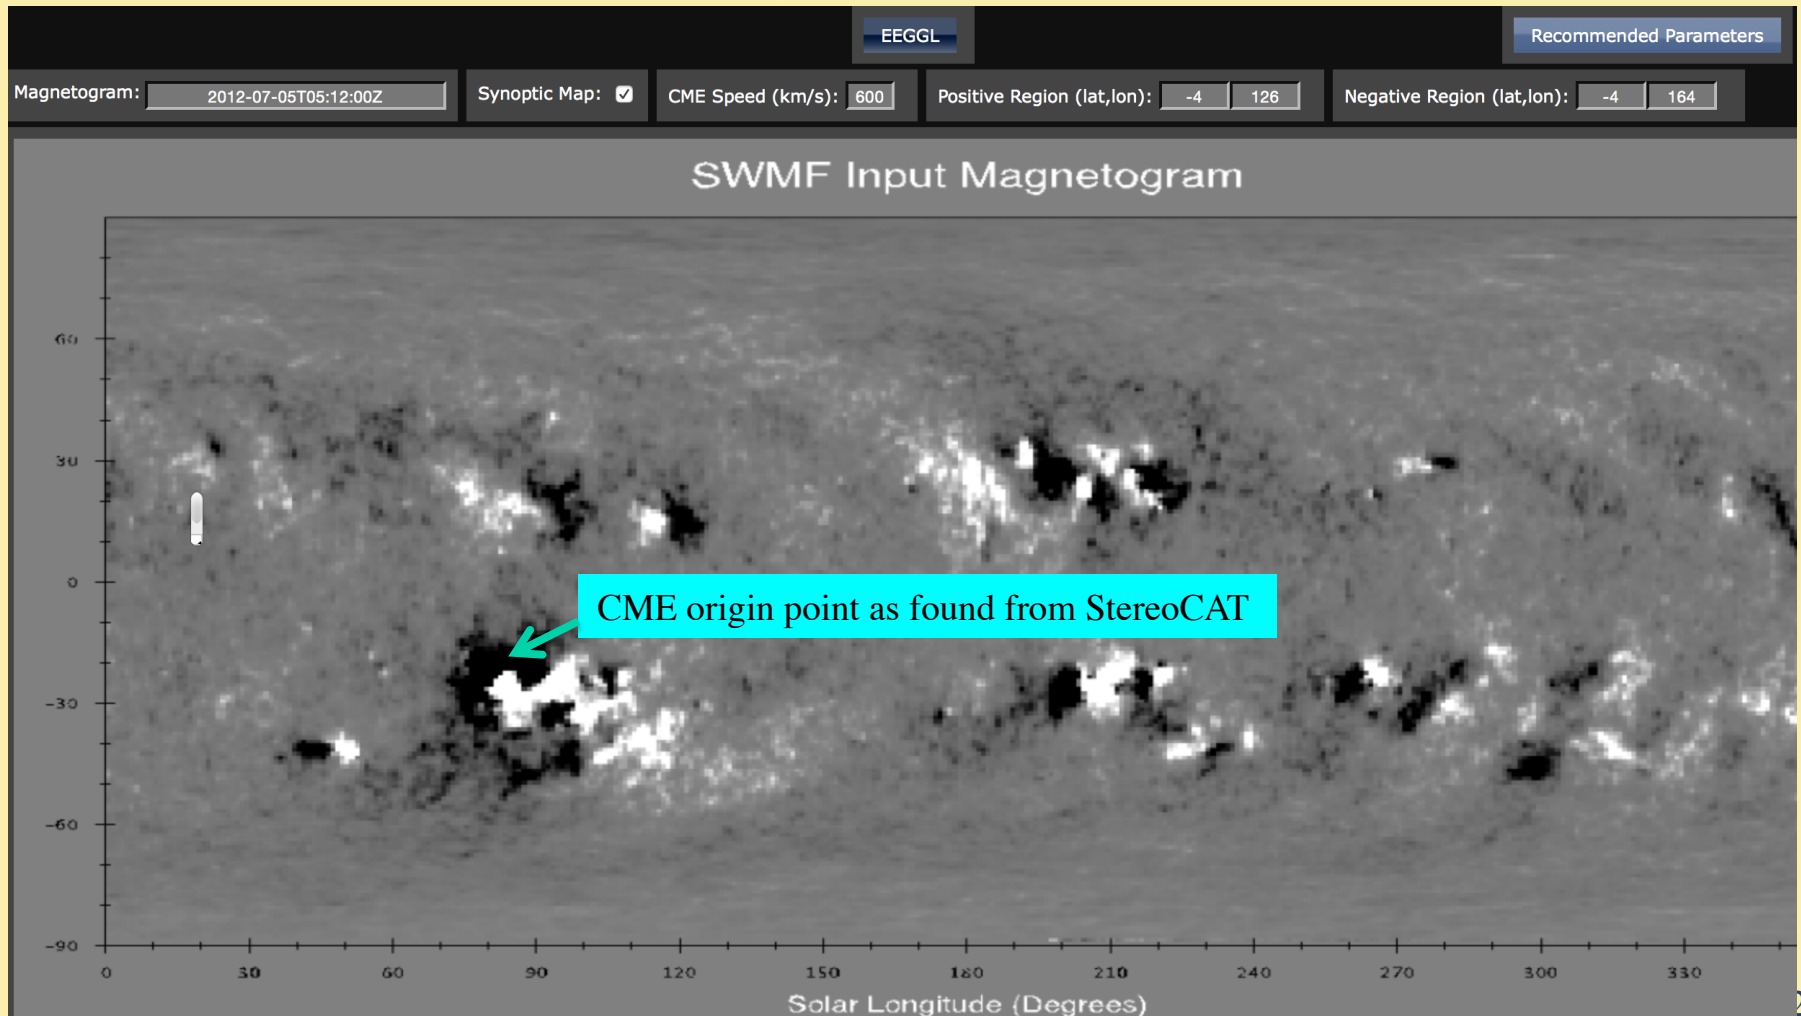 EEGGL
Recommended Parameters
Magnetogram: 2012-07-05T05:12:00Z Synoptic Map: CME Speed (km/s): 600 Positive Region (lat,lon): -4 126 Negative Region (lat,lon): -4 164
SWMF Input Magnetogram
60
30
0
-30
-60
-90
CME origin point as found from StereoCAT
0 30 60 90 120 150 180 210 240 270 300 330
Solar Longitude (Degrees)